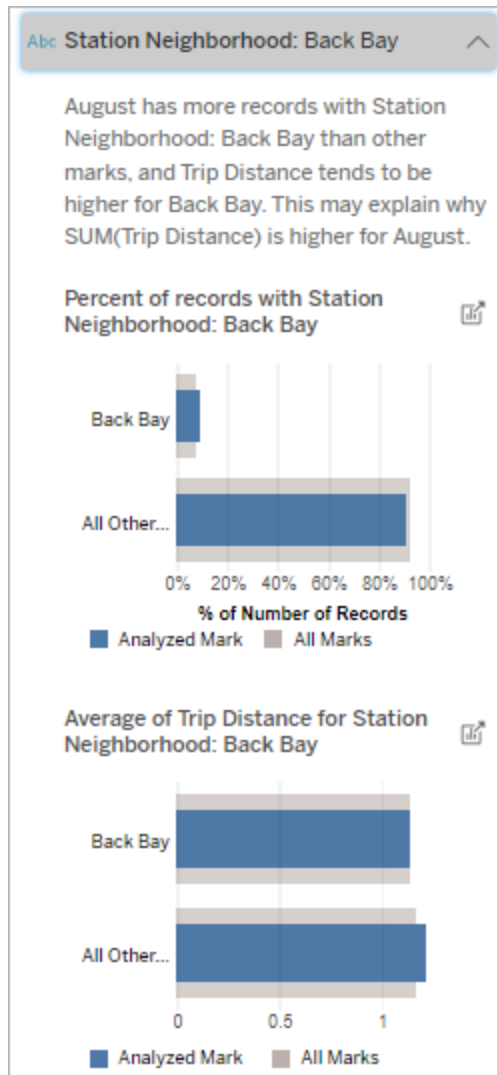 Abc Station Neighborhood: Back Bay
August has more records with Station
Neighborhood: Back Bay than other
marks, and Trip Distance tends to be
higher for Back Bay. This may explain why
SUM(Trip Distance) is higher for August.
Percent of records with Station
Neighborhood: Back Bay
Back Bay
All Other...
0% 20% 40% 60% 80% 100%
% of Number of Records
Analyzed Mark All Marks
Average of Trip Distance for Station
Neighborhood: Back Bay
Back Bay
All Other...
0 0.5 1
Analyzed Mark All Marks